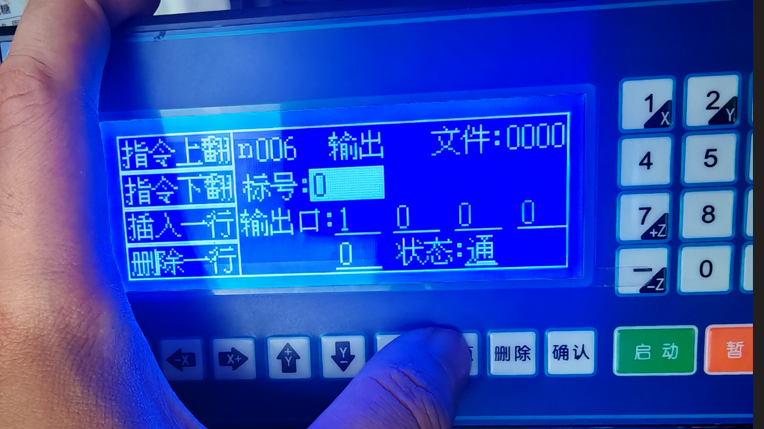 指令上翻 n006 输出 文件:0000
指令下翻 标号:0
插入一行 输出口:1 0 0 0
删除一行 0 状态:通
1 X 2 Y
4 5
7 +Z 8
— -Z 0
-X X+ Y+ Y- 删除 确认 启动 暂